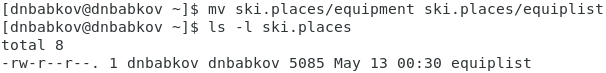 [dnbabkov@dnbabkov ~]$ mv ski.places/equipment ski.places/equiplist
[dnbabkov@dnbabkov ~]$ ls -l ski.places
total 8
-rw-r--r--. 1 dnbabkov dnbabkov 5085 May 13 00:30 equiplist